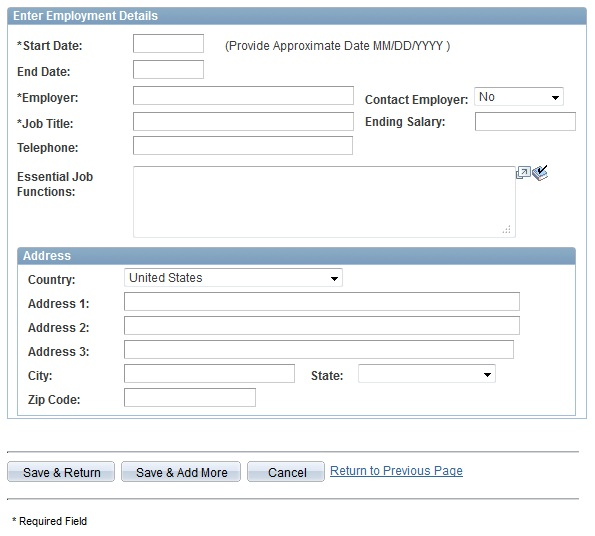 Enter Employment Details
*Start Date: (Provide Approximate Date MM/DD/YYYY )
End Date:
*Employer: Contact Employer: No
*Job Title: Ending Salary:
Telephone:
Essential Job
Functions:
Address
Country: United States
Address 1:
Address 2:
Address 3:
City: State:
Zip Code:
Save & Return Save & Add More Cancel Return to Previous Page
* Required Field